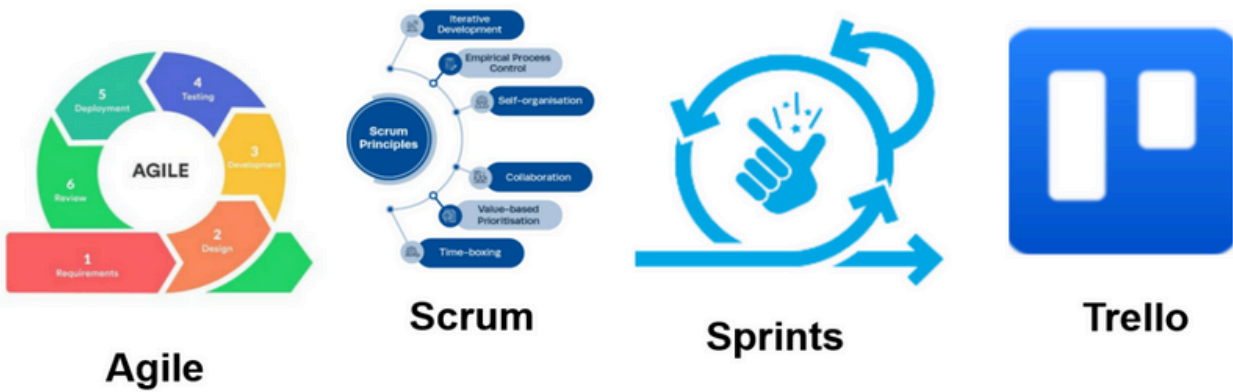 1
Requirements
2
Design
3
Development
4
Testing
5
Deployment
6
Review
AGILE
Agile
Scrum
Principles
Iterative
Development
Empirical Process
Control
Self-organisation
Collaboration
Value-based
Prioritisation
Time-boxing
Scrum
Sprints
Trello